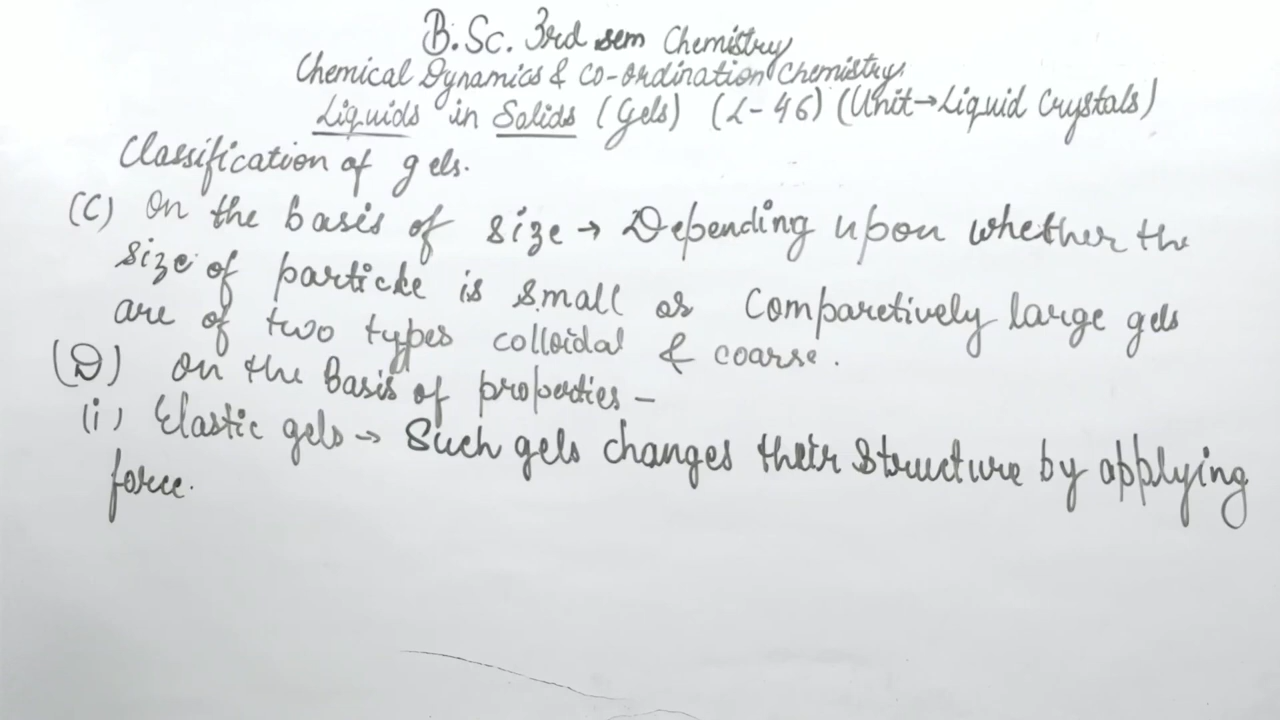 B.Sc. 3rd sem Chemistry
Chemical Dynamics & Co-ordination Chemistry
Liquids in Solids (Gels) (L-46) (Unit→Liquid Crystals)
Classification of gels.
(C) On the basis of size → Depending upon whether the
size of particle is small or Comparetively large gels
are of two types colloidal & coarse.
(D) On the Basis of properties –
(i) Elastic gels → Such gels changes their structure by applying
force.